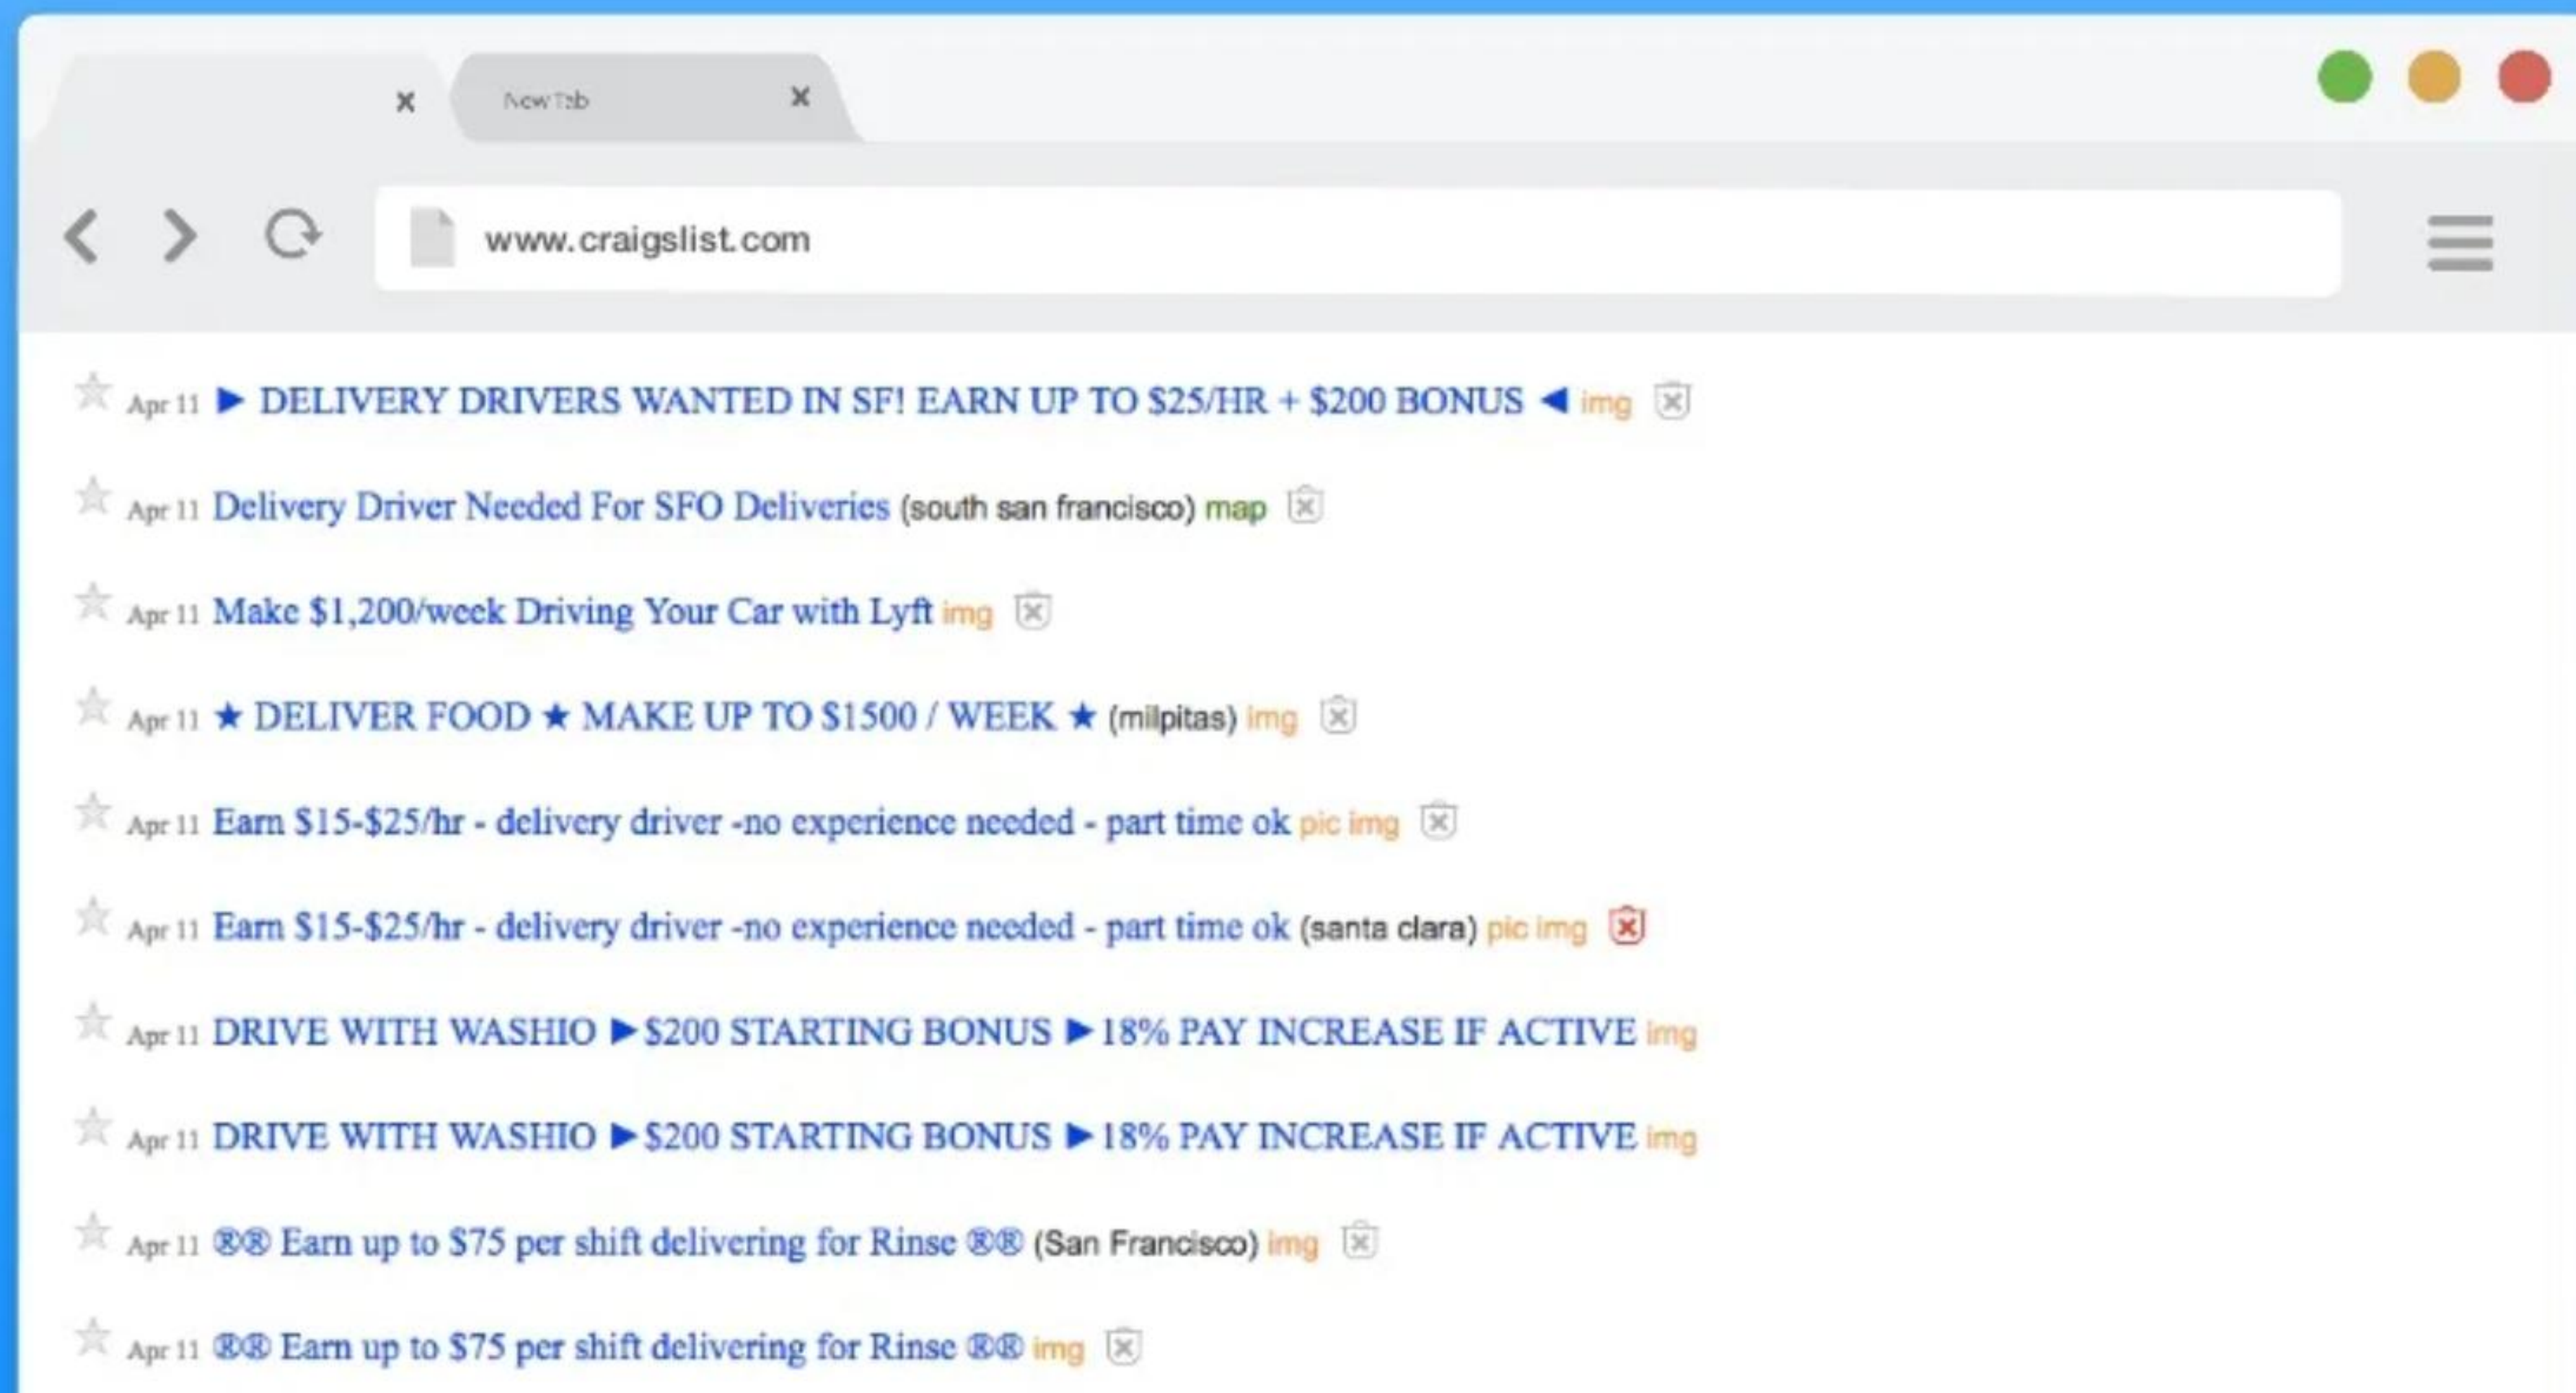 New Tab
www.craigslist.com
Apr 11 ► DELIVERY DRIVERS WANTED IN SF! EARN UP TO $25/HR + $200 BONUS ◄ img
Apr 11 Delivery Driver Needed For SFO Deliveries (south san francisco) map
Apr 11 Make $1,200/week Driving Your Car with Lyft img
Apr 11 ★ DELIVER FOOD ★ MAKE UP TO $1500 / WEEK ★ (milpitas) img
Apr 11 Earn $15-$25/hr - delivery driver -no experience needed - part time ok pic img
Apr 11 Earn $15-$25/hr - delivery driver -no experience needed - part time ok (santa clara) pic img
Apr 11 DRIVE WITH WASHIO ►$200 STARTING BONUS ►18% PAY INCREASE IF ACTIVE img
Apr 11 DRIVE WITH WASHIO ►$200 STARTING BONUS ►18% PAY INCREASE IF ACTIVE img
Apr 11 ®® Earn up to $75 per shift delivering for Rinse ®® (San Francisco) img
Apr 11 ®® Earn up to $75 per shift delivering for Rinse ®® img